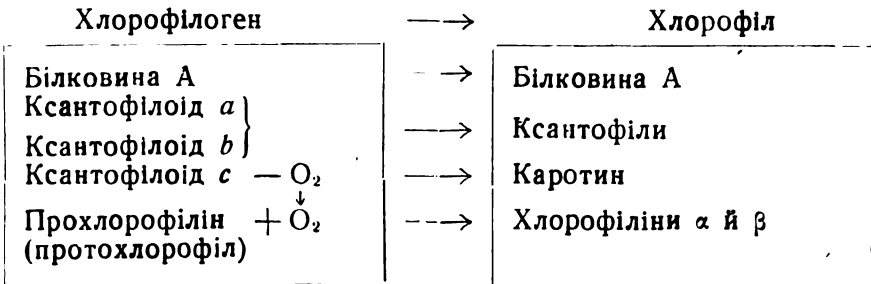 Хлорофілоген ⟶ Хлорофіл
Білковина А ⟶ Білковина А
Ксантофілоід a
Ксантофілоід b } ⟶ Ксантофіли
Ксантофілоід c — O₂ ⟶ Каротин
↓
Прохлорофілін + O₂ ⟶ Хлорофіліни α й β
(протохлорофіл)